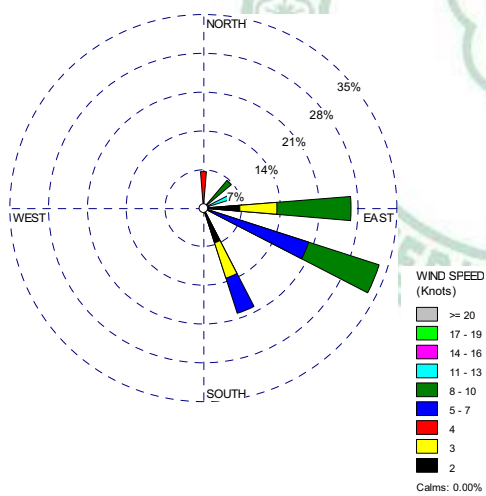 NORTH
35%
28%
21%
14%
7%
WEST
EAST
SOUTH
WIND SPEED
(Knots)
>= 20
17 - 19
14 - 16
11 - 13
8 - 10
5 - 7
4
3
2
Calms: 0.00%